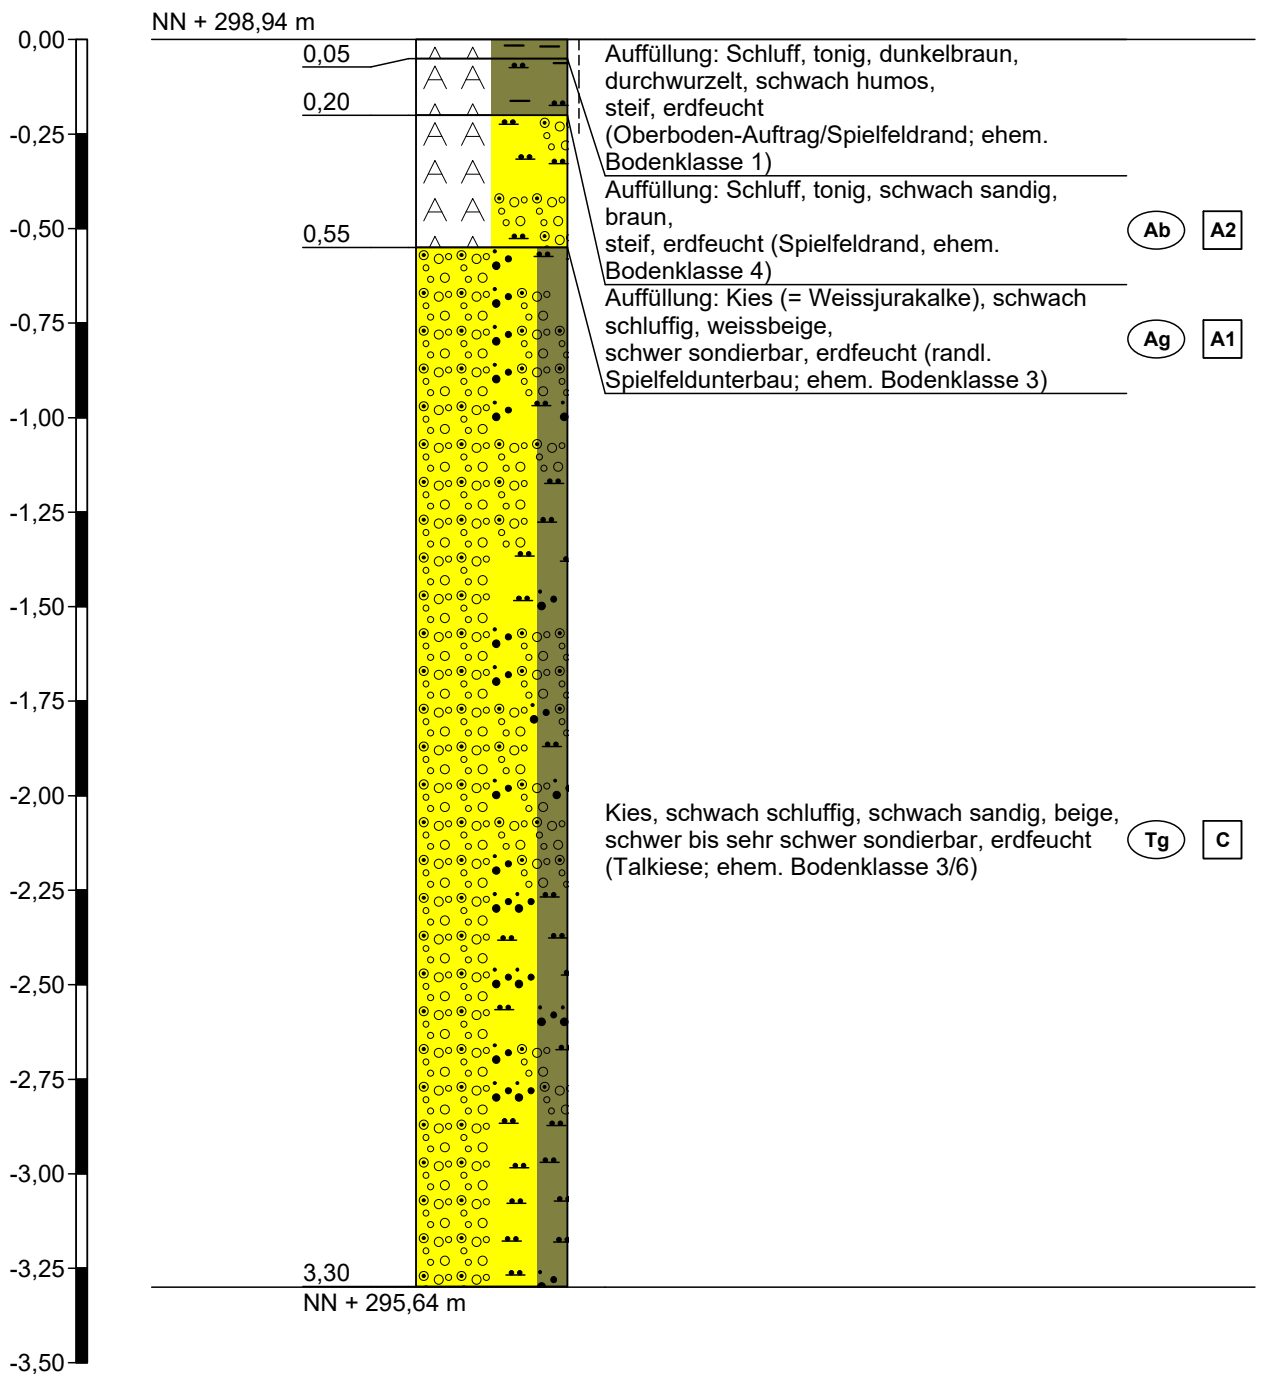 NN + 298,94 m
0,00
0,05
Auffüllung: Schluff, tonig, dunkelbraun,
durchwurzelt, schwach humos,
steif, erdfeucht
(Oberboden-Auftrag/Spielfeldrand; ehem.
Bodenklasse 1)
0,20
-0,25
Auffüllung: Schluff, tonig, schwach sandig,
braun,
steif, erdfeucht (Spielfeldrand, ehem.
Bodenklasse 4)
Ab
A2
-0,50
0,55
Auffüllung: Kies (= Weissjurakalke), schwach
schluffig, weissbeige,
schwer sondierbar, erdfeucht (randl.
Spielfeldunterbau; ehem. Bodenklasse 3)
Ag
A1
-0,75
-1,00
-1,25
-1,50
-1,75
-2,00
Kies, schwach schluffig, schwach sandig, beige,
schwer bis sehr schwer sondierbar, erdfeucht
(Talkiese; ehem. Bodenklasse 3/6)
Tg
C
-2,25
-2,50
-2,75
-3,00
-3,25
3,30
NN + 295,64 m
-3,50